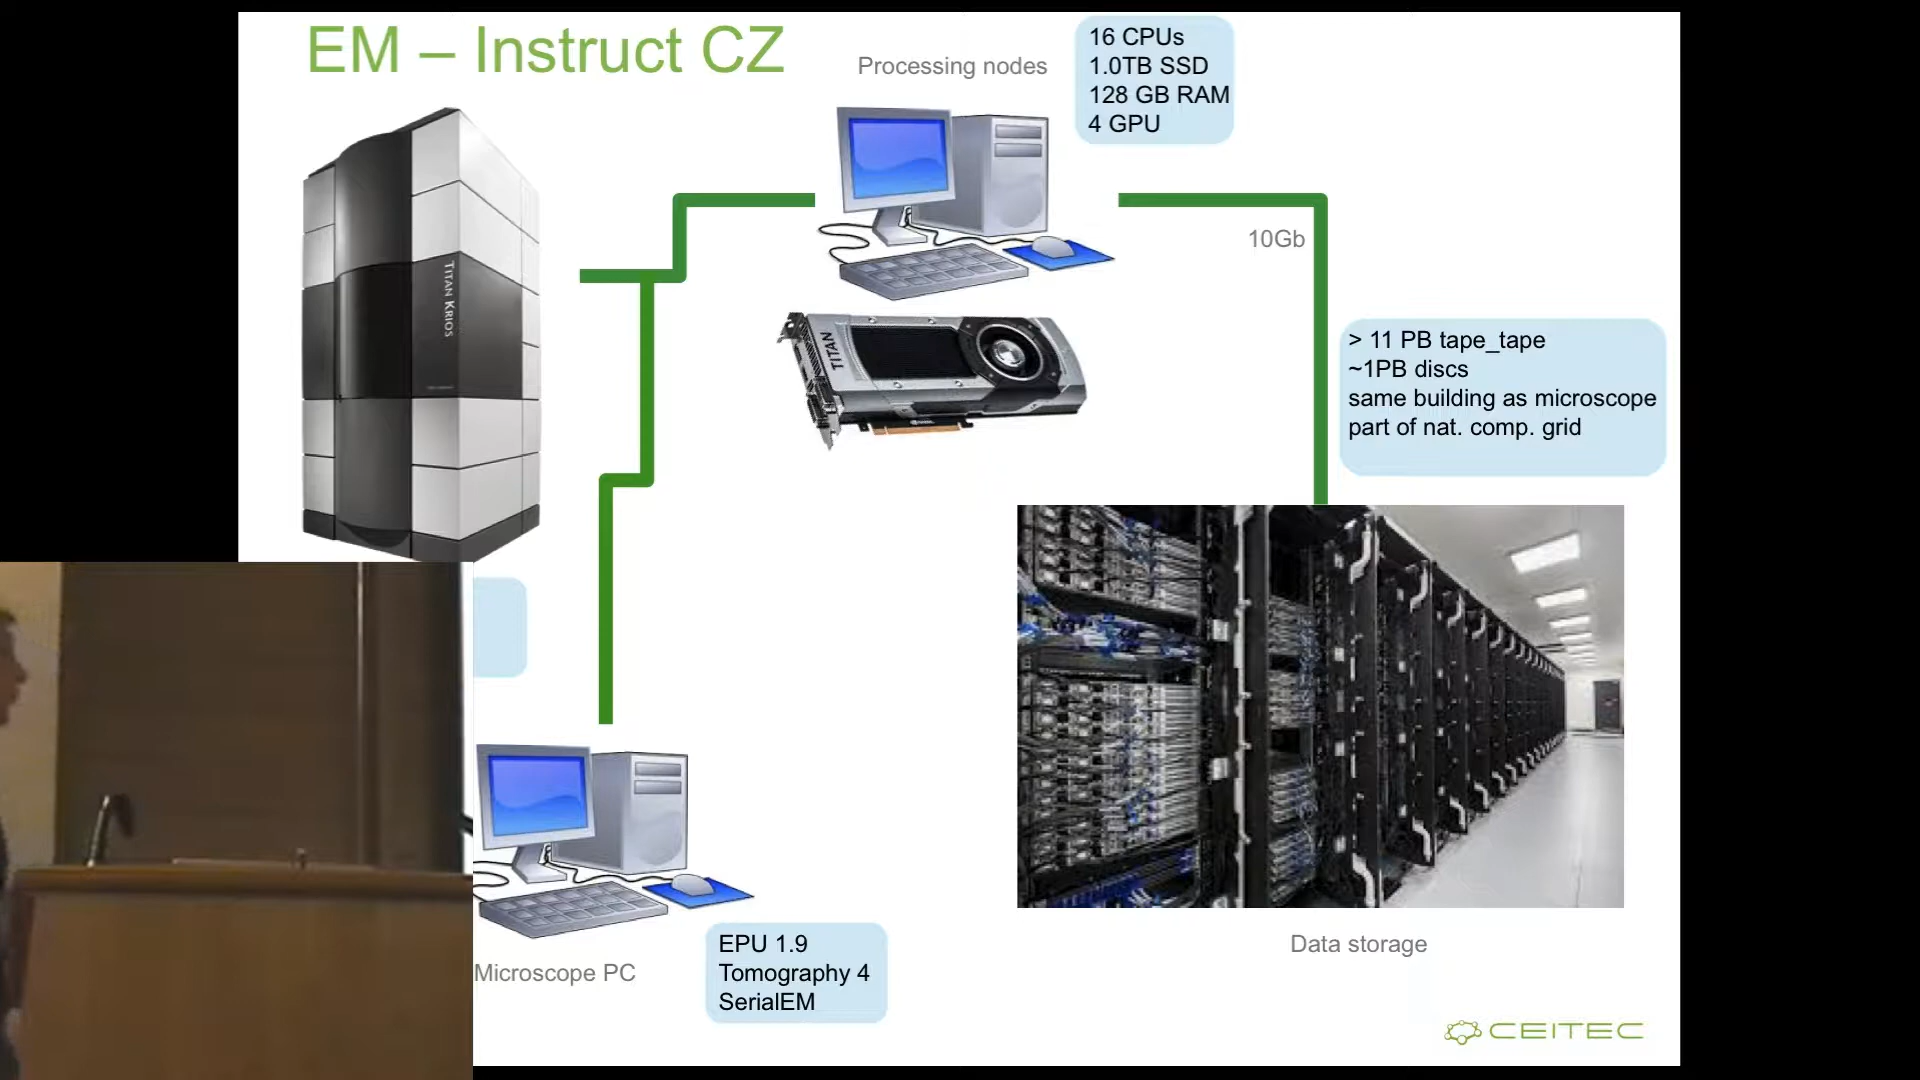 EM – Instruct CZ
Processing nodes
16 CPUs
1.0TB SSD
128 GB RAM
4 GPU
TITAN KRIOS
10Gb
TITAN
> 11 PB tape_tape
~1PB discs
same building as microscope
part of nat. comp. grid
Microscope PC
EPU 1.9
Tomography 4
SerialEM
Data storage
CEITEC